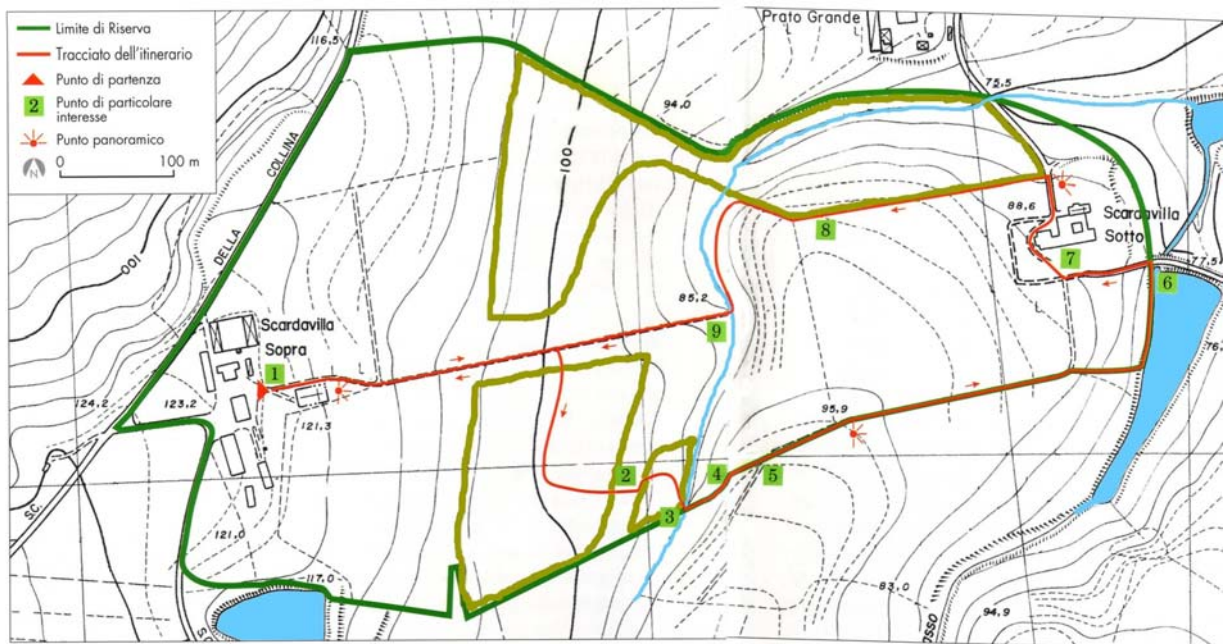 Limite di Riserva
Tracciato dell'itinerario
Punto di partenza
2 Punto di particolare
interesse
Punto panoramico
N 0 100 m
116.5
Prato Grande
75.5
94.0
100
COLLINA
DELLA
100
88.6
Scardavilla
Sotto
8
7
77.5
6
85.2
9
76.
Scardavilla
Sopra
1
124.2
123.2
121.3
95.9
2
4
5
3
S.C.
121.0
117.0
83.0
94.9
OSSO
S.C